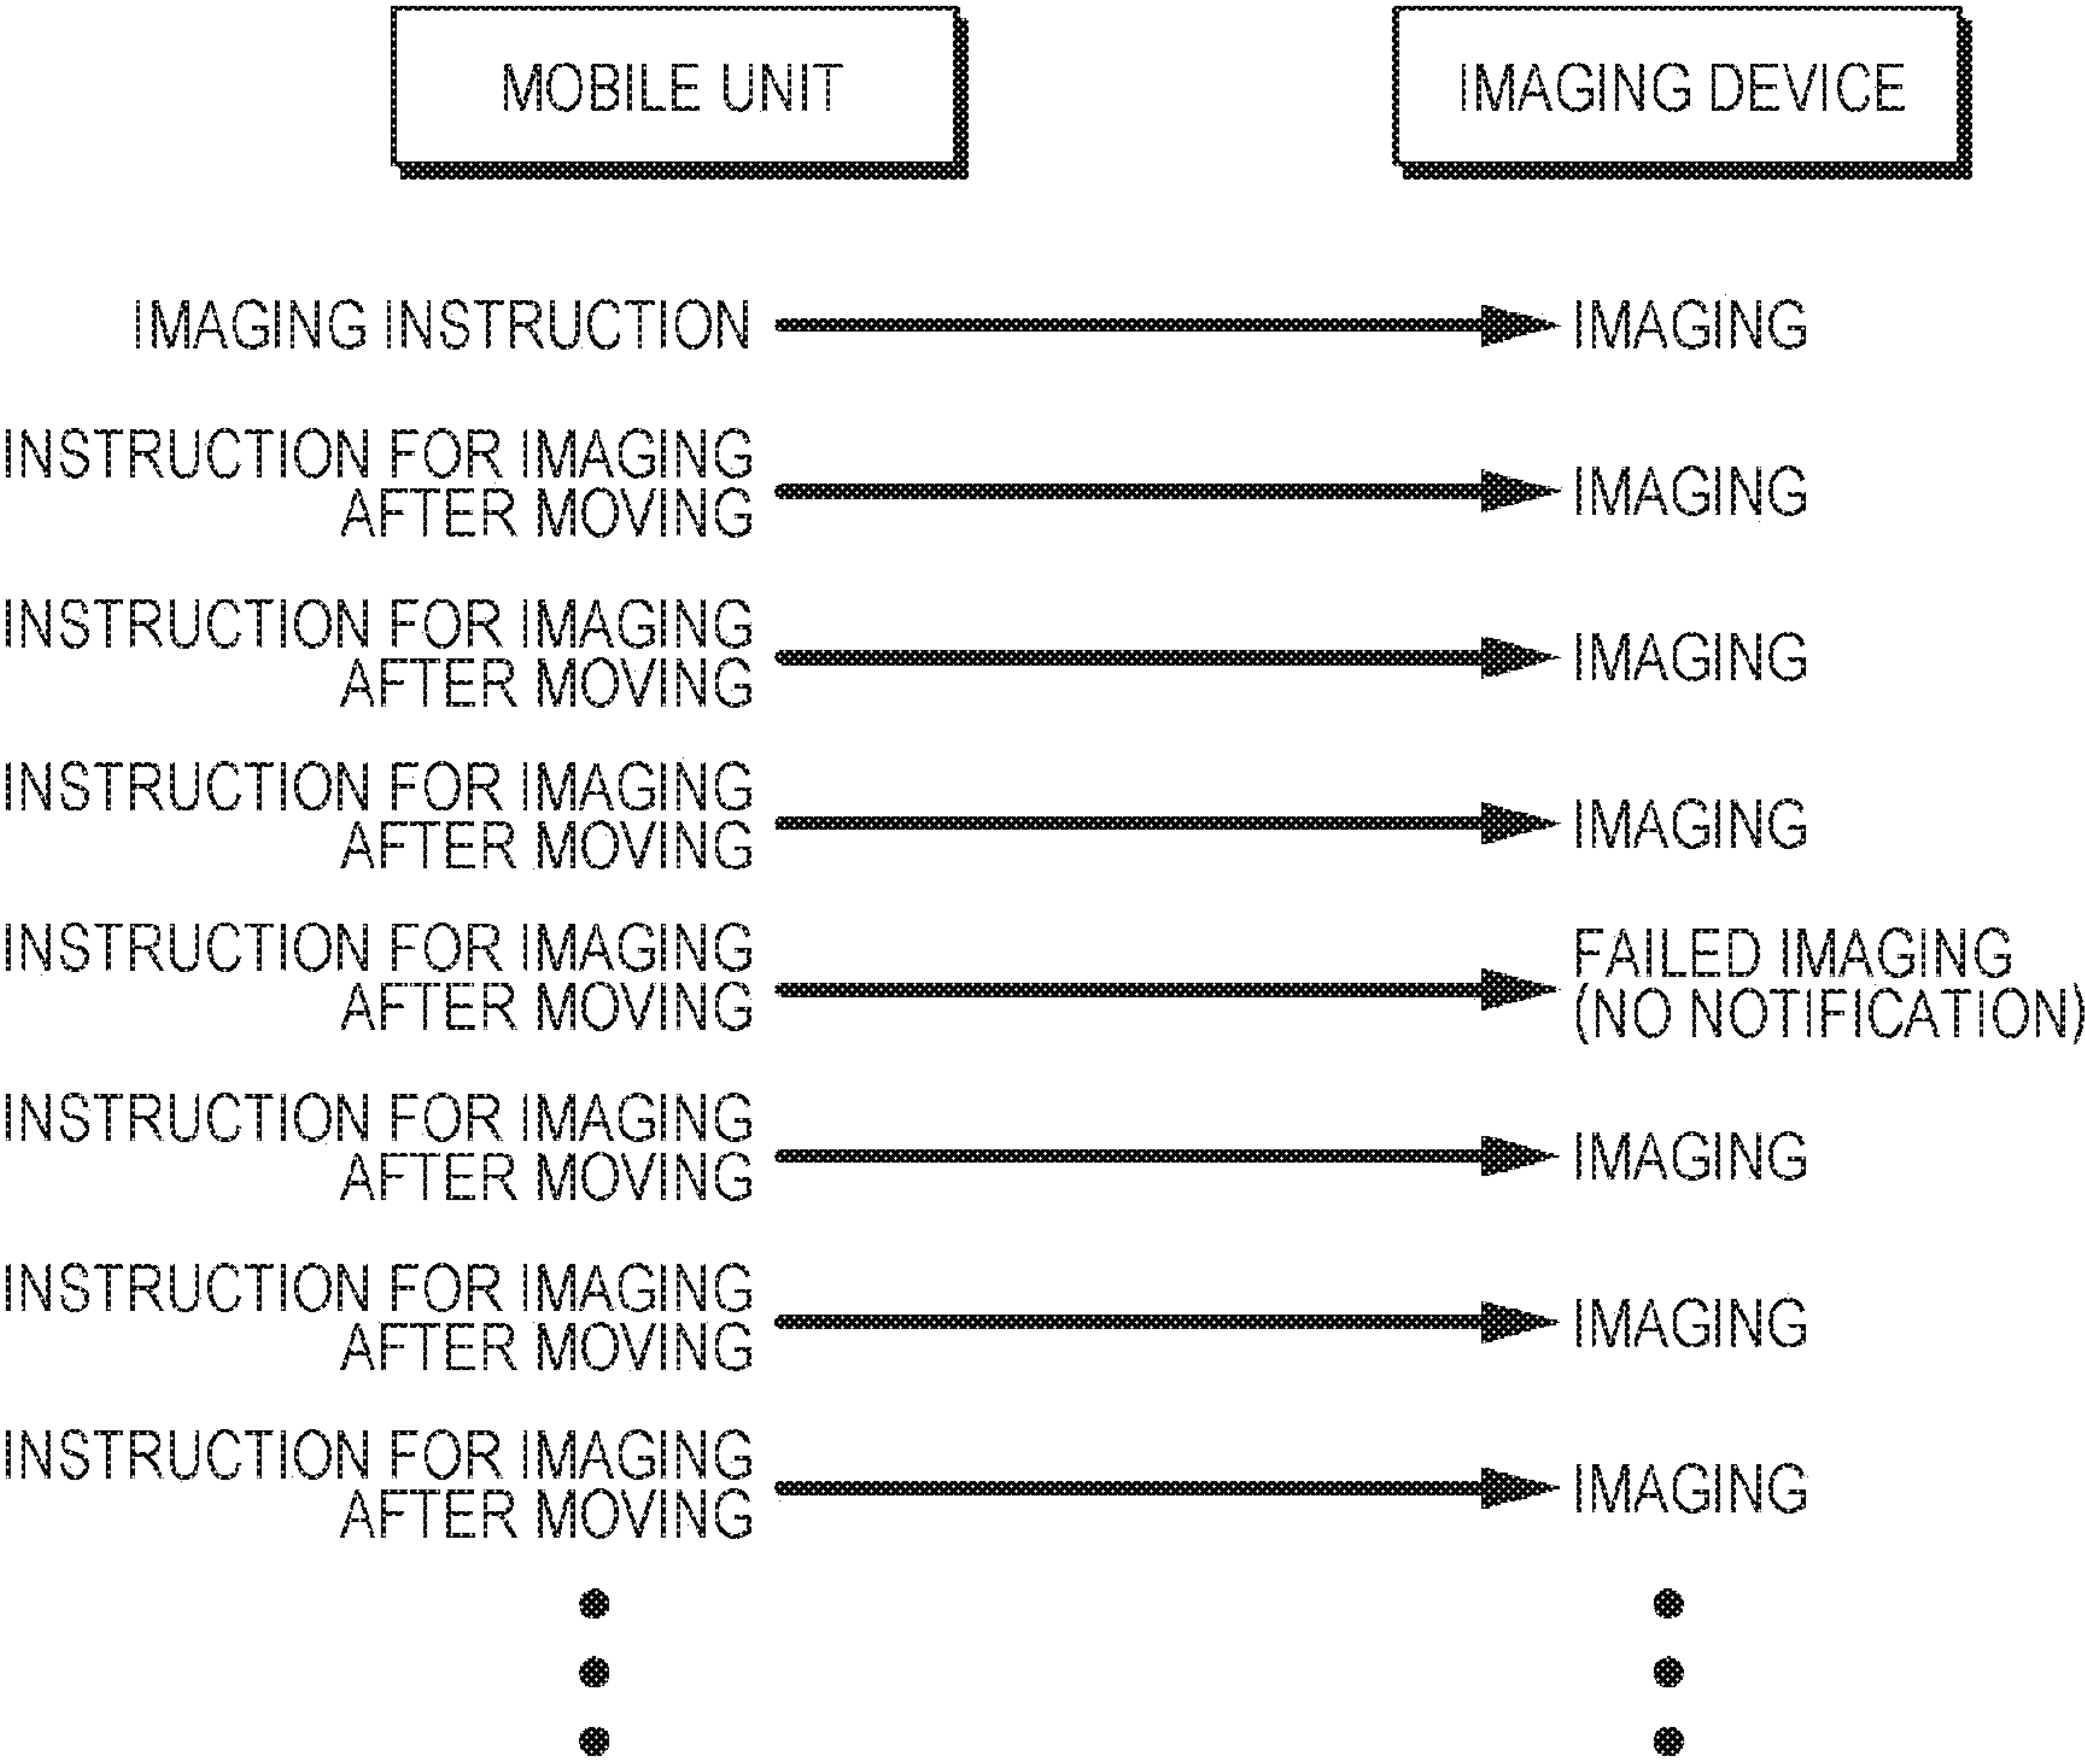 MOBILE UNIT
IMAGING DEVICE
IMAGING INSTRUCTION
IMAGING
INSTRUCTION FOR IMAGING
AFTER MOVING
IMAGING
INSTRUCTION FOR IMAGING
AFTER MOVING
IMAGING
INSTRUCTION FOR IMAGING
AFTER MOVING
IMAGING
INSTRUCTION FOR IMAGING
AFTER MOVING
FAILED IMAGING
(NO NOTIFICATION)
INSTRUCTION FOR IMAGING
AFTER MOVING
IMAGING
INSTRUCTION FOR IMAGING
AFTER MOVING
IMAGING
INSTRUCTION FOR IMAGING
AFTER MOVING
IMAGING